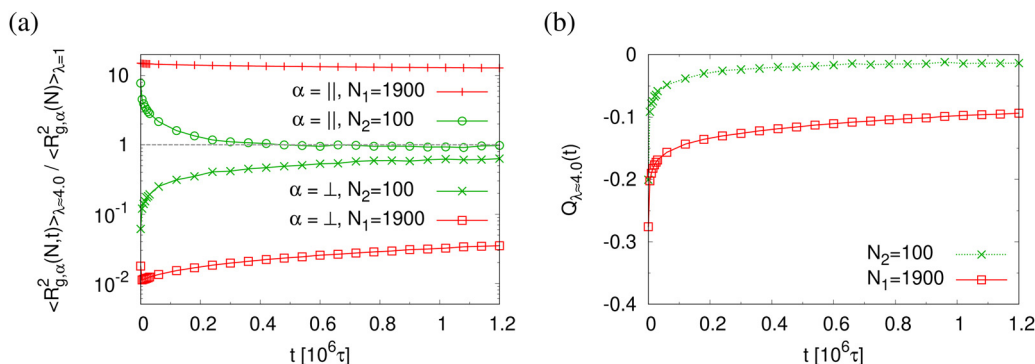 (a)
<R²g,α(N,t)>λ≈4.0 / <R²g,α(N)>λ=1
10
1
10⁻¹
10⁻²
α = ||, N₁=1900
α = ||, N₂=100
α = ⊥, N₂=100
α = ⊥, N₁=1900
0 0.2 0.4 0.6 0.8 1 1.2
t [10⁶τ]
(b)
Qλ≈4.0(t)
0
-0.1
-0.2
-0.3
-0.4
N₂=100
N₁=1900
0 0.2 0.4 0.6 0.8 1 1.2
t [10⁶τ]